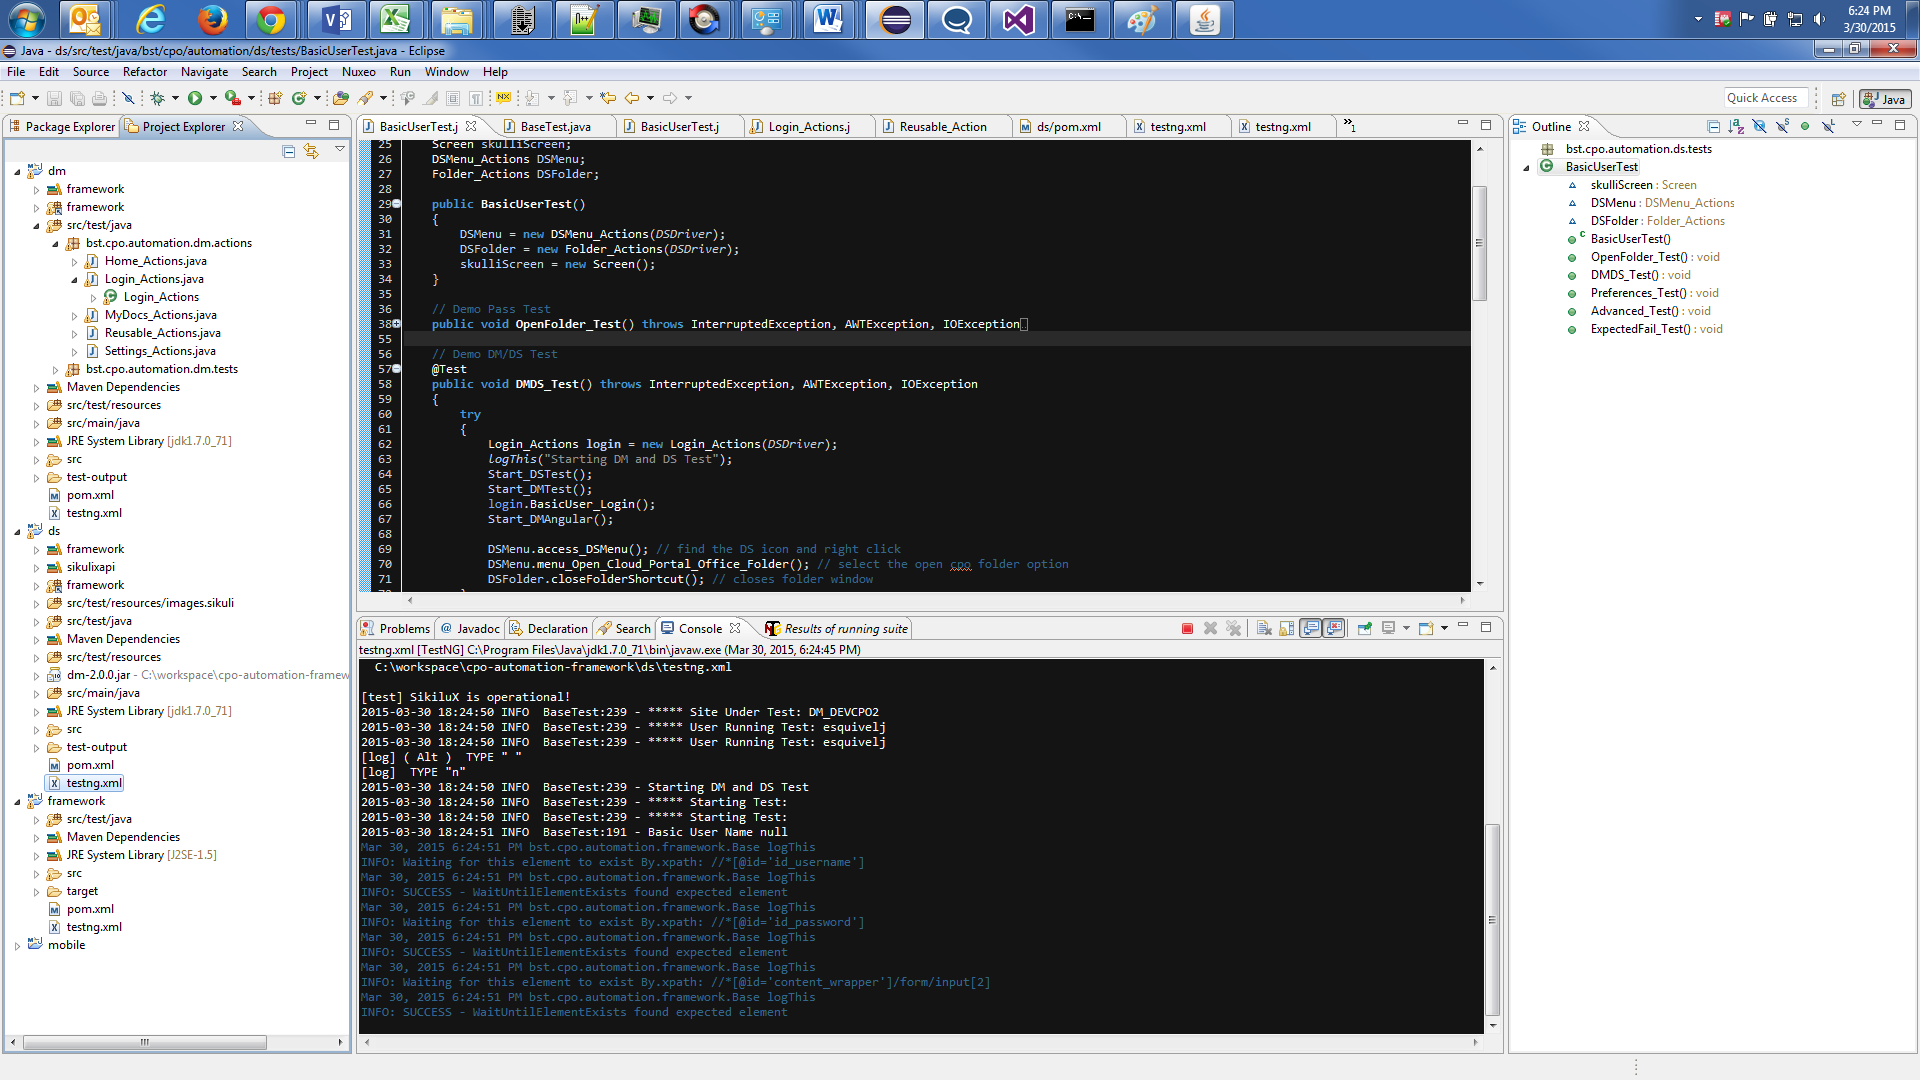 6:24 PM
3/30/2015
Java - ds/src/test/java/bst/cpo/automation/ds/tests/BasicUserTest.java - Eclipse
File Edit Source Refactor Navigate Search Project Nuxeo Run Window Help
NX
Quick Access
Java
Package Explorer
Project Explorer
dm
framework
framework
src/test/java
bst.cpo.automation.dm.actions
Home_Actions.java
Login_Actions.java
Login_Actions
MyDocs_Actions.java
Reusable_Actions.java
Settings_Actions.java
bst.cpo.automation.dm.tests
Maven Dependencies
src/test/resources
src/main/java
JRE System Library [jdk1.7.0_71]
src
test-output
pom.xml
testng.xml
ds
framework
sikulixapi
framework
src/test/resources/images.sikuli
src/test/java
Maven Dependencies
src/test/resources
dm-2.0.0.jar - C:\workspace\cpo-automation-framew
src/main/java
JRE System Library [jdk1.7.0_71]
src
test-output
pom.xml
testng.xml
framework
src/test/java
Maven Dependencies
JRE System Library [J2SE-1.5]
src
target
pom.xml
testng.xml
mobile
BasicUserTest.j
BaseTest.java
BasicUserTest.j
Login_Actions.j
Reusable_Action
ds/pom.xml
testng.xml
testng.xml
»1
25 Screen skulliScreen;
26 DSMenu_Actions DSMenu;
27 Folder_Actions DSFolder;
28
29 public BasicUserTest()
30 {
31 DSMenu = new DSMenu_Actions(DSDriver);
32 DSFolder = new Folder_Actions(DSDriver);
33 skulliScreen = new Screen();
34 }
35
36 // Demo Pass Test
38 public void OpenFolder_Test() throws InterruptedException, AWTException, IOException
55
56 // Demo DM/DS Test
57 @Test
58 public void DMDS_Test() throws InterruptedException, AWTException, IOException
59 {
60 try
61 {
62 Login_Actions login = new Login_Actions(DSDriver);
63 logThis("Starting DM and DS Test");
64 Start_DSTest();
65 Start_DMTest();
66 login.BasicUser_Login();
67 Start_DMAngular();
68
69 DSMenu.access_DSMenu(); // find the DS icon and right click
70 DSMenu.menu_Open_Cloud_Portal_Office_Folder(); // select the open cpo folder option
71 DSFolder.closeFolderShortcut(); // closes folder window
Problems
Javadoc
Declaration
Search
Console
Results of running suite
testng.xml [TestNG] C:\Program Files\Java\jdk1.7.0_71\bin\javaw.exe (Mar 30, 2015, 6:24:45 PM)
C:\workspace\cpo-automation-framework\ds\testng.xml
[test] SikiluX is operational!
2015-03-30 18:24:50 INFO BaseTest:239 - ***** Site Under Test: DM_DEVCPO2
2015-03-30 18:24:50 INFO BaseTest:239 - ***** User Running Test: esquivelj
2015-03-30 18:24:50 INFO BaseTest:239 - ***** User Running Test: esquivelj
[log] ( Alt ) TYPE " "
[log] TYPE "n"
2015-03-30 18:24:50 INFO BaseTest:239 - Starting DM and DS Test
2015-03-30 18:24:50 INFO BaseTest:239 - ***** Starting Test:
2015-03-30 18:24:50 INFO BaseTest:239 - ***** Starting Test:
2015-03-30 18:24:51 INFO BaseTest:191 - Basic User Name null
Mar 30, 2015 6:24:51 PM bst.cpo.automation.framework.Base logThis
INFO: Waiting for this element to exist By.xpath: //*[@id='id_username']
Mar 30, 2015 6:24:51 PM bst.cpo.automation.framework.Base logThis
INFO: SUCCESS - WaitUntilElementExists found expected element
Mar 30, 2015 6:24:51 PM bst.cpo.automation.framework.Base logThis
INFO: Waiting for this element to exist By.xpath: //*[@id='id_password']
Mar 30, 2015 6:24:51 PM bst.cpo.automation.framework.Base logThis
INFO: SUCCESS - WaitUntilElementExists found expected element
Mar 30, 2015 6:24:51 PM bst.cpo.automation.framework.Base logThis
INFO: Waiting for this element to exist By.xpath: //*[@id='content_wrapper']/form/input[2]
Mar 30, 2015 6:24:51 PM bst.cpo.automation.framework.Base logThis
INFO: SUCCESS - WaitUntilElementExists found expected element
Outline
bst.cpo.automation.ds.tests
BasicUserTest
skulliScreen : Screen
DSMenu : DSMenu_Actions
DSFolder : Folder_Actions
BasicUserTest()
OpenFolder_Test() : void
DMDS_Test() : void
Preferences_Test() : void
Advanced_Test() : void
ExpectedFail_Test() : void